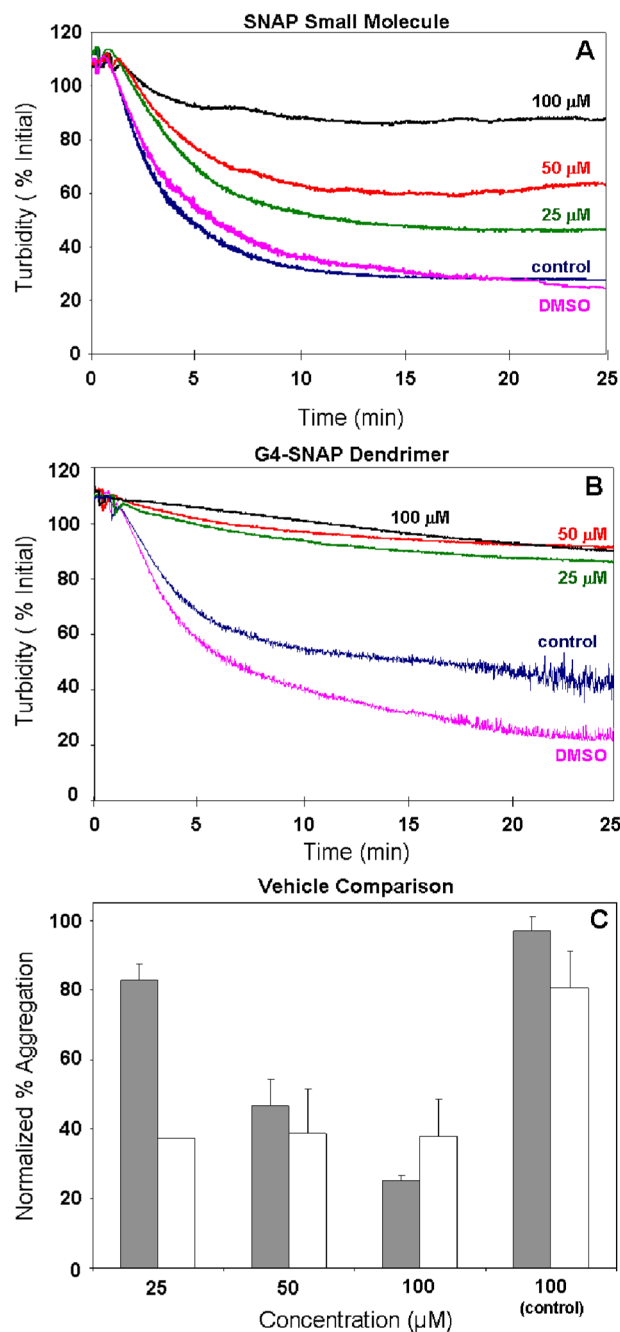 SNAP Small Molecule
A
120
100
80
60
40
20
0
Turbidity ( % Initial)
100 µM
50 µM
25 µM
control
DMSO
0 5 10 15 20 25
Time (min)
G4-SNAP Dendrimer
B
120
100
80
60
40
20
0
Turbidity ( % Initial)
100 µM
50 µM
25 µM
control
DMSO
0 5 10 15 20 25
Time (min)
Vehicle Comparison
C
100
80
60
40
20
0
Normalized % Aggregation
25 50 100 100
(control)
Concentration (µM)